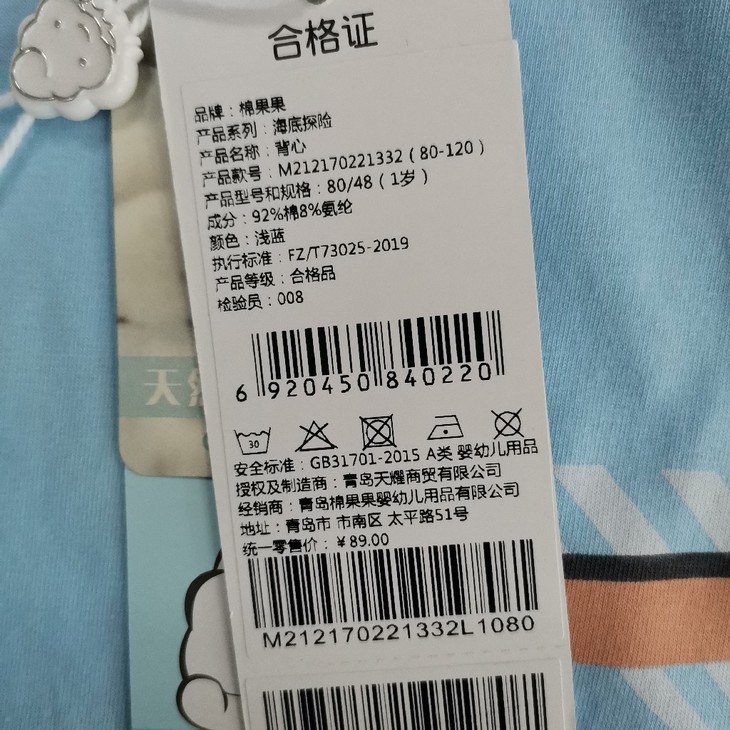 合格证
品牌：棉果果
产品系列：海底探险
产品名称：背心
产品款号：M212170221332（80-120）
产品型号和规格：80/48（1岁）
成分：92%棉8%氨纶
颜色：浅蓝
执行标准：FZ/T73025-2019
产品等级：合格品
检验员：008
6 920450 840220
30
安全标准：GB31701-2015 A类 婴幼儿用品
授权及制造商：青岛天耀商贸有限公司
经销商：青岛棉果果婴幼儿用品有限公司
地址：青岛市 市南区 太平路51号
统一零售价：￥89.00
M212170221332L1080
天